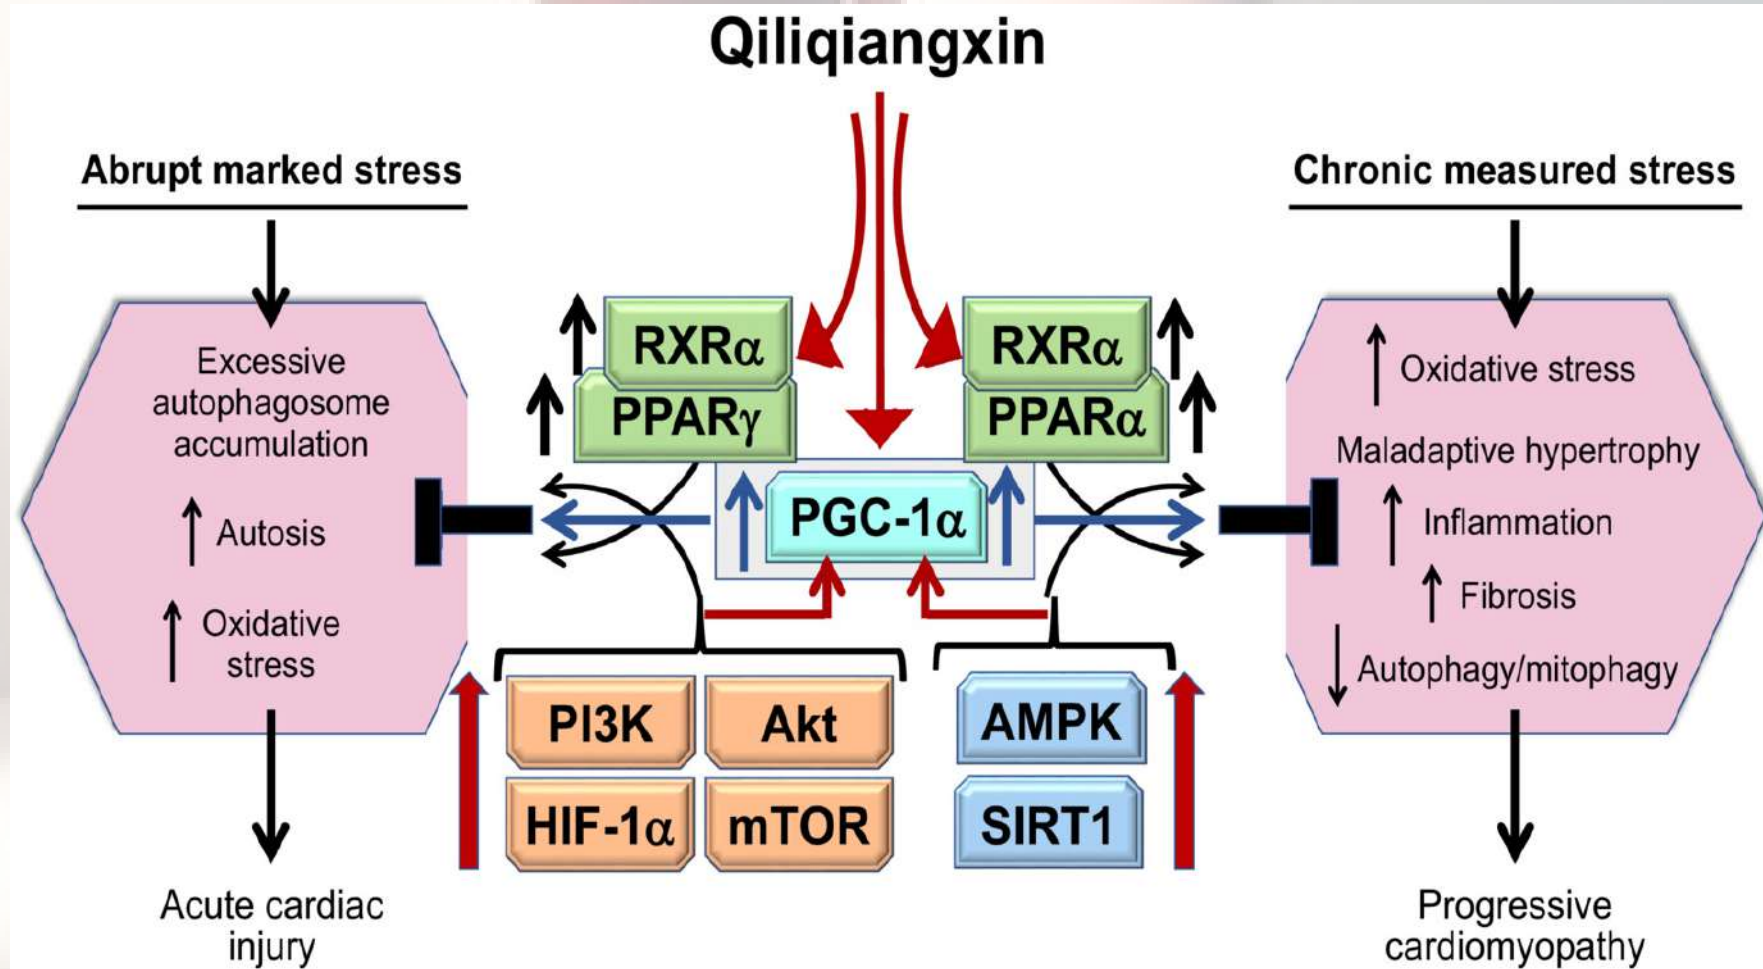 Qiliqiangxin
Abrupt marked stress
Excessive
autophagosome
accumulation
Autosis
Oxidative
stress
Acute cardiac
injury
RXRα
PPARγ
RXRα
PPARα
PGC-1α
PI3K
Akt
HIF-1α
mTOR
AMPK
SIRT1
Chronic measured stress
Oxidative stress
Maladaptive hypertrophy
Inflammation
Fibrosis
Autophagy/mitophagy
Progressive
cardiomyopathy